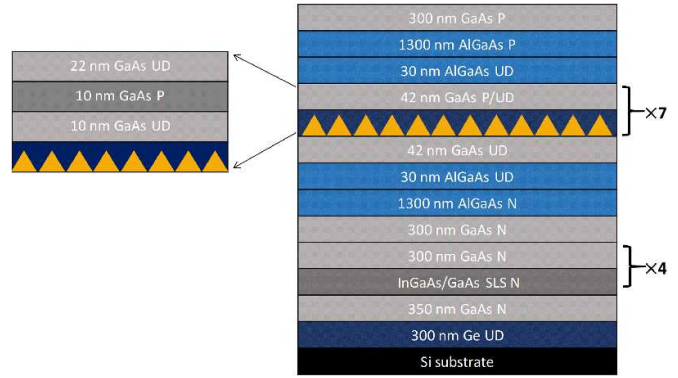 300 nm GaAs P
1300 nm AlGaAs P
30 nm AlGaAs UD
42 nm GaAs P/UD
×7
42 nm GaAs UD
30 nm AlGaAs UD
1300 nm AlGaAs N
300 nm GaAs N
300 nm GaAs N
InGaAs/GaAs SLS N
×4
350 nm GaAs N
300 nm Ge UD
Si substrate
22 nm GaAs UD
10 nm GaAs P
10 nm GaAs UD